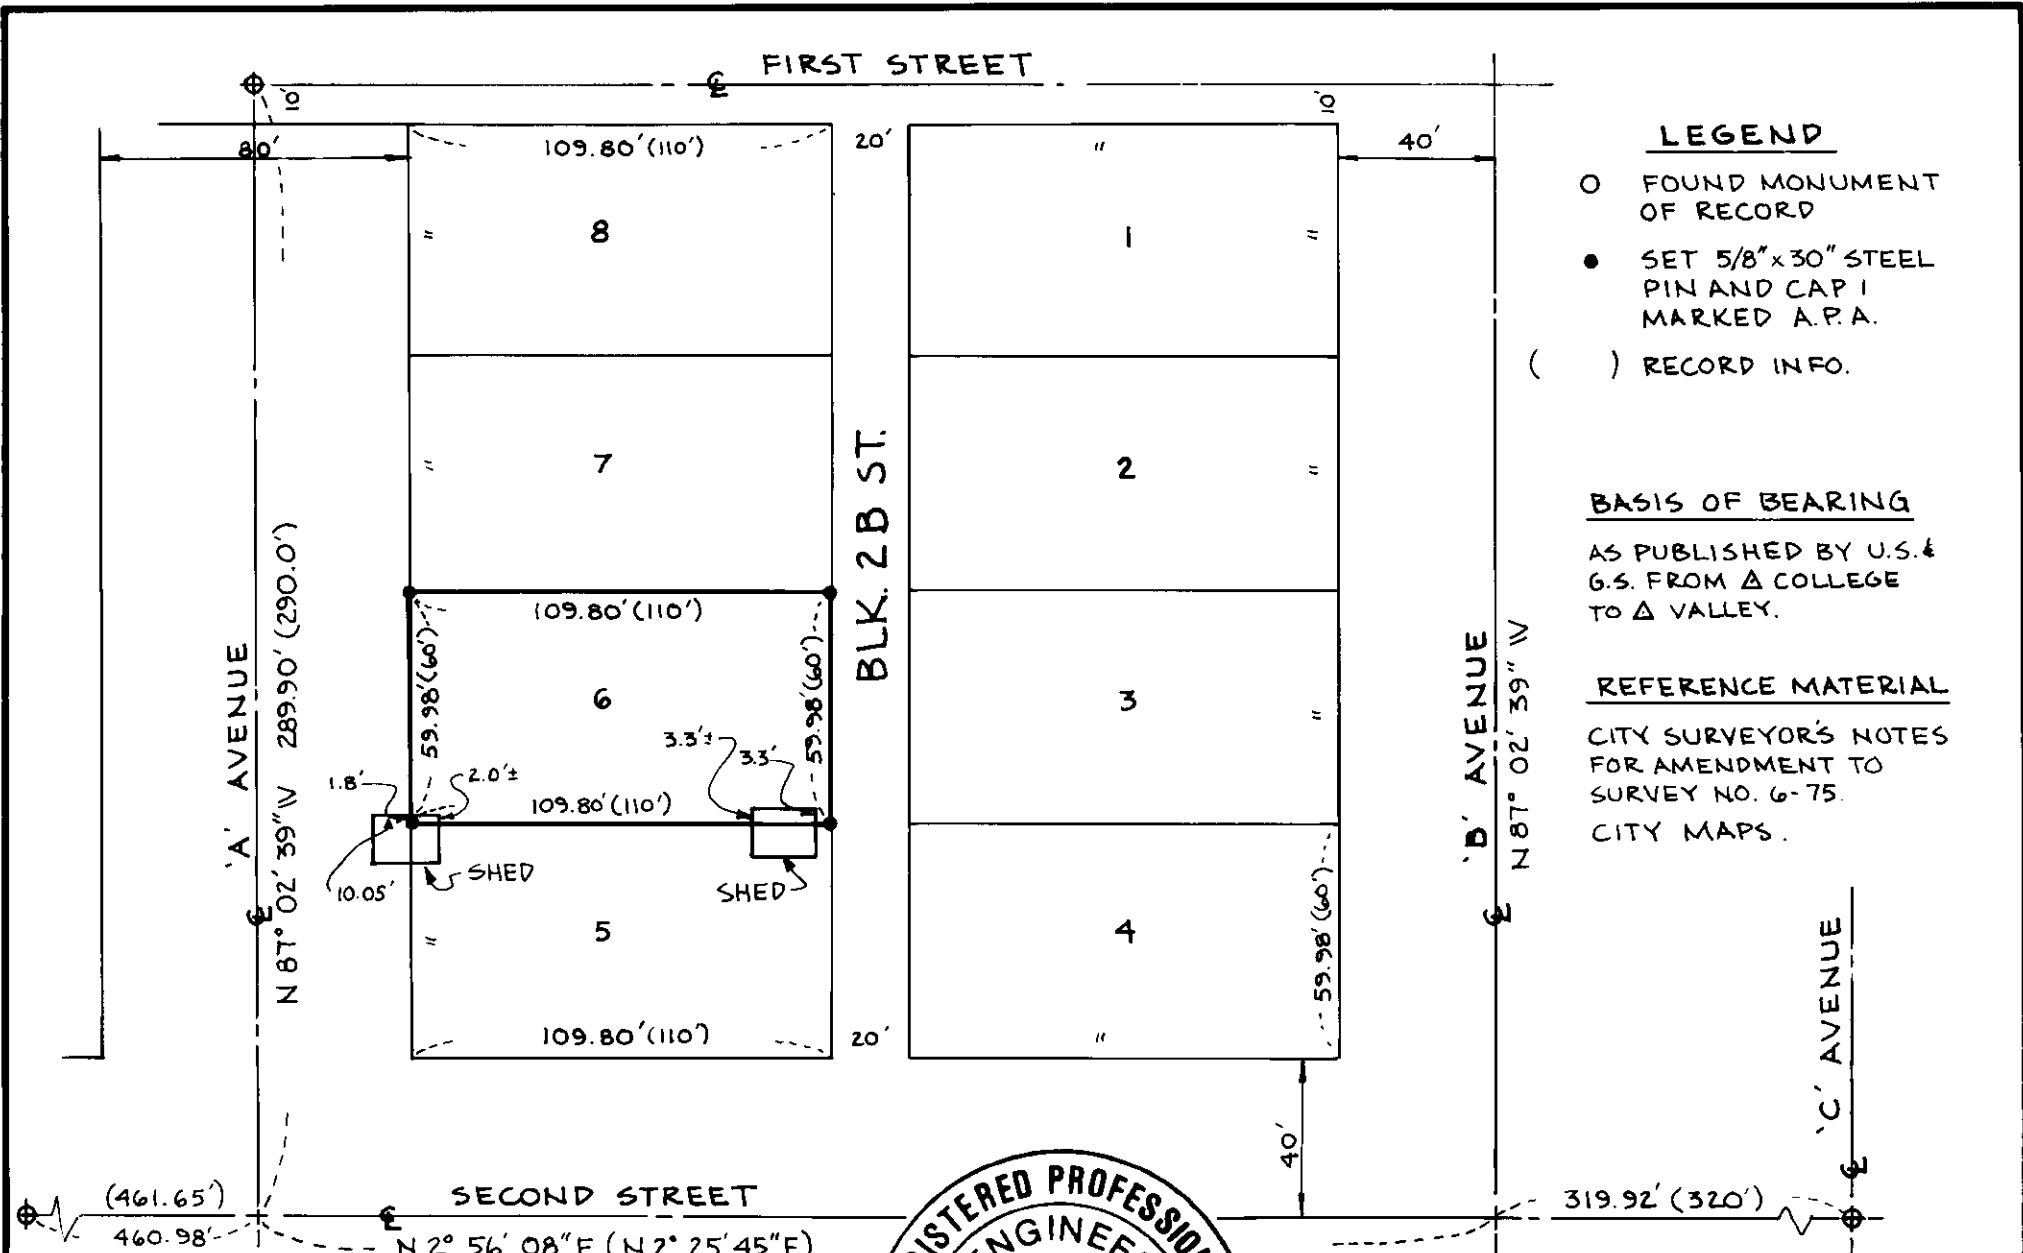 FIRST STREET
℄
10'
10'
80'
109.80'(110')
20'
"
40'
8
1
"
"
7
2
"
"
BLK. 2B ST.
109.80'(110')
59.98'(60')
59.98'(60')
6
3
"
3.3'±
3.3'
1.8'
2.0'±
109.80'(110')
10.05'
SHED
SHED
5
4
"
59.98'(60')
109.80'(110')
20'
"
40'
'A' AVENUE
N 87° 02' 39" W 289.90' (290.0')
℄
'B' AVENUE
N 87° 02' 39" W
℄
'C' AVENUE
℄
(461.65')
460.98'
SECOND STREET
℄
N 2° 56' 08" E (N 2° 25' 45" E)
319.92' (320')
LEGEND
FOUND MONUMENT
OF RECORD
SET 5/8" x 30" STEEL
PIN AND CAP 1
MARKED A.P.A.
( ) RECORD INFO.
BASIS OF BEARING
AS PUBLISHED BY U.S. &
G.S. FROM △ COLLEGE
TO △ VALLEY.
REFERENCE MATERIAL
CITY SURVEYOR'S NOTES
FOR AMENDMENT TO
SURVEY NO. 6-75.
CITY MAPS.